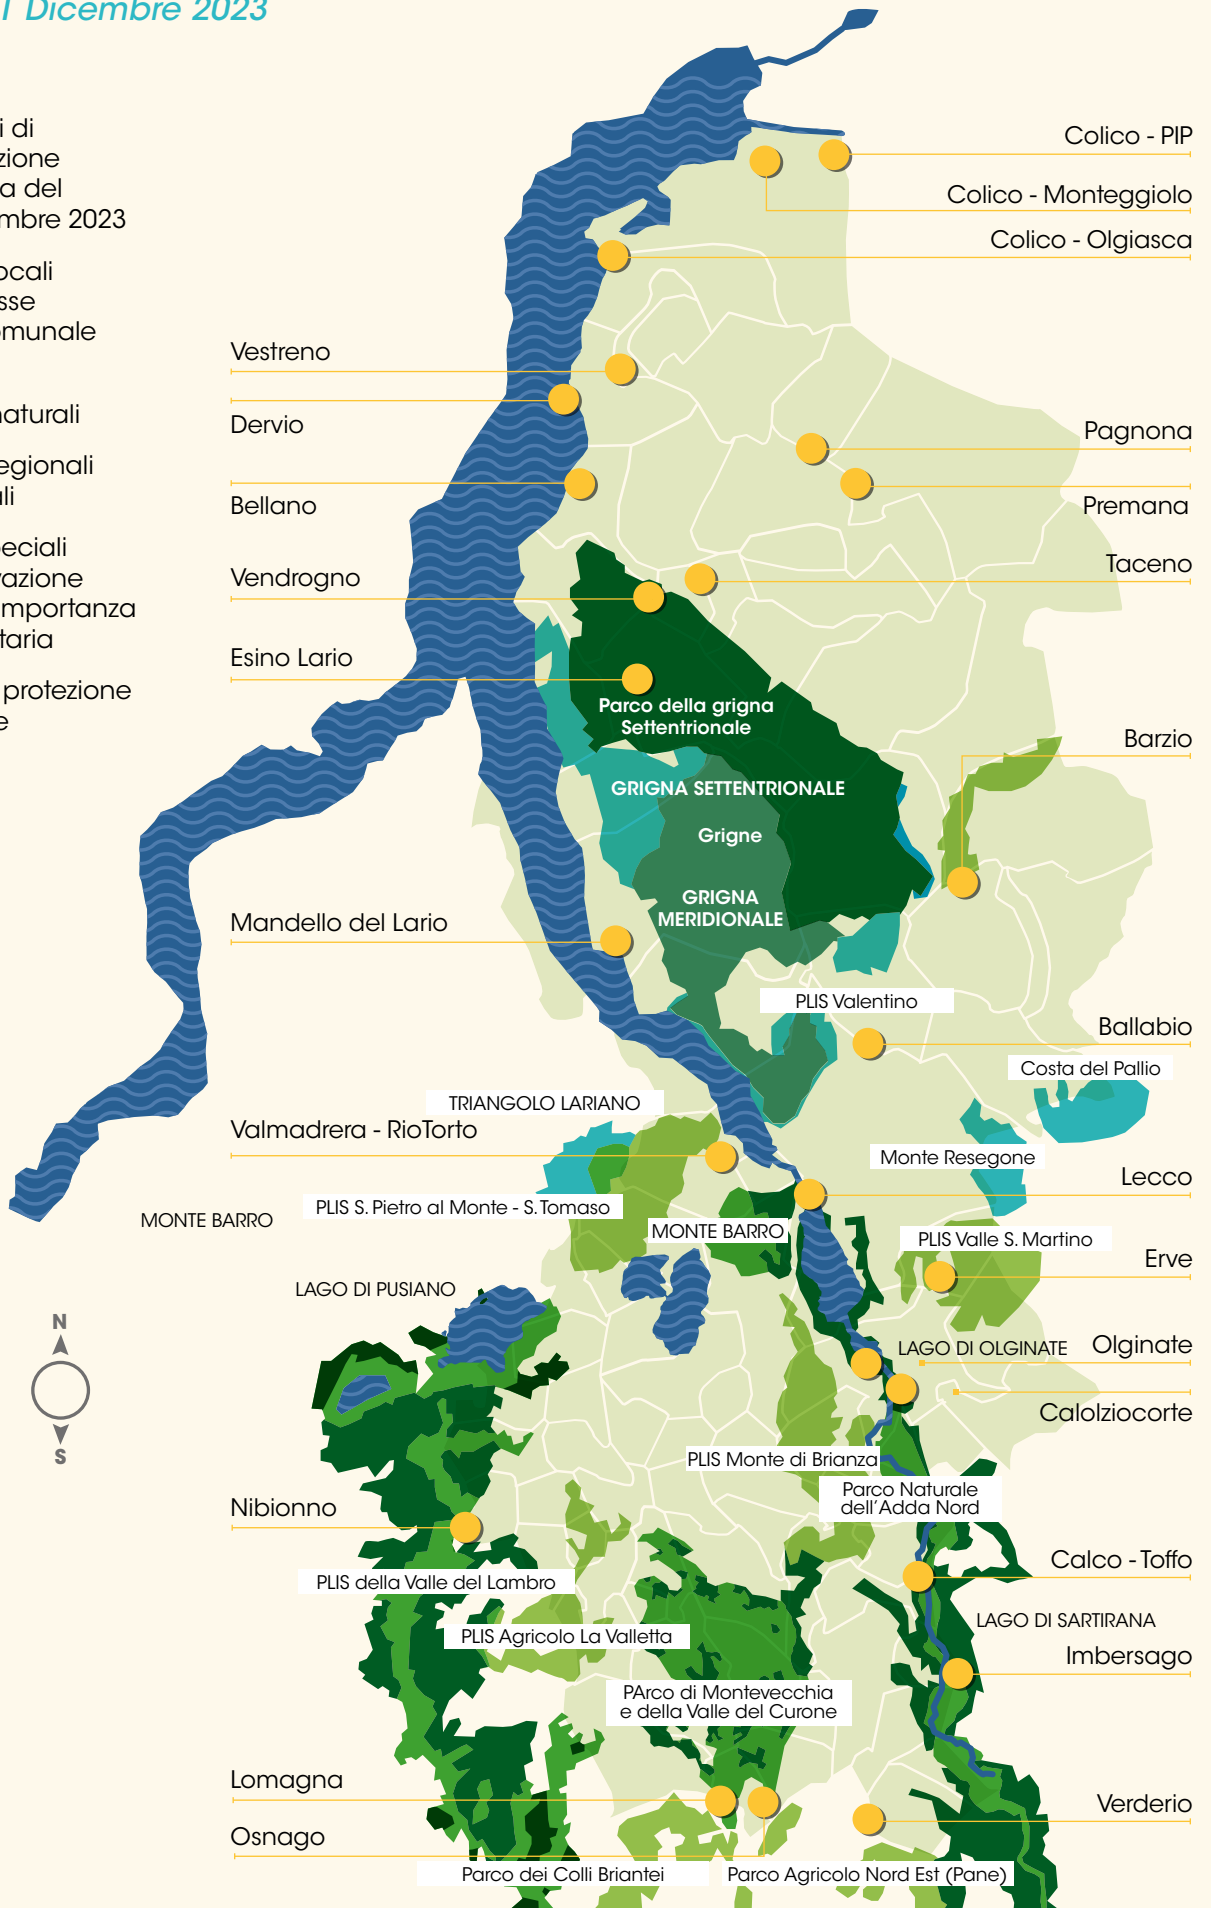 1 Dicembre 2023
i di
zione
a del
mbre 2023
ocali
sse
omunale
naturali
egionali
ali
peciali
vazione
importanza
taria
protezione
e
Colico - PIP
Colico - Monteggiolo
Colico - Olgiasca
Vestreno
Dervio
Pagnona
Bellano
Premana
Taceno
Vendrogno
Esino Lario
Parco della grigna
Settentrionale
Barzio
GRIGNA SETTENTRIONALE
Grigne
GRIGNA
MERIDIONALE
Mandello del Lario
PLIS Valentino
Ballabio
Costa del Pallio
TRIANGOLO LARIANO
Valmadrera - RioTorto
Monte Resegone
Lecco
PLIS S. Pietro al Monte - S. Tomaso
MONTE BARRO
MONTE BARRO
PLIS Valle S. Martino
Erve
LAGO DI PUSIANO
N
S
LAGO DI OLGINATE
Olginate
Calolziocorte
PLIS Monte di Brianza
Parco Naturale
dell'Adda Nord
Nibionno
Calco - Toffo
PLIS della Valle del Lambro
LAGO DI SARTIRANA
PLIS Agricolo La Valletta
Imbersago
PArco di Montevecchia
e della Valle del Curone
Lomagna
Verderio
Osnago
Parco dei Colli Briantei
Parco Agricolo Nord Est (Pane)